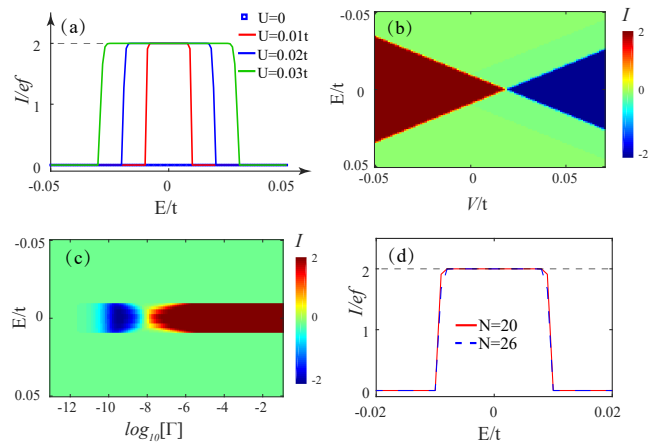 (a)
U=0
U=0.01t
U=0.02t
U=0.03t
I/ef
2
1
0
-0.05
0
0.05
E/t
(b)
I
-0.05
0
0.05
E/t
-0.05
0
0.05
V/t
2
0
-2
(c)
I
-0.05
0
0.05
E/t
-12
-10
-8
-6
-4
-2
log10[Γ]
2
0
-2
(d)
I/ef
2
1
0
N=20
N=26
-0.02
0
0.02
E/t